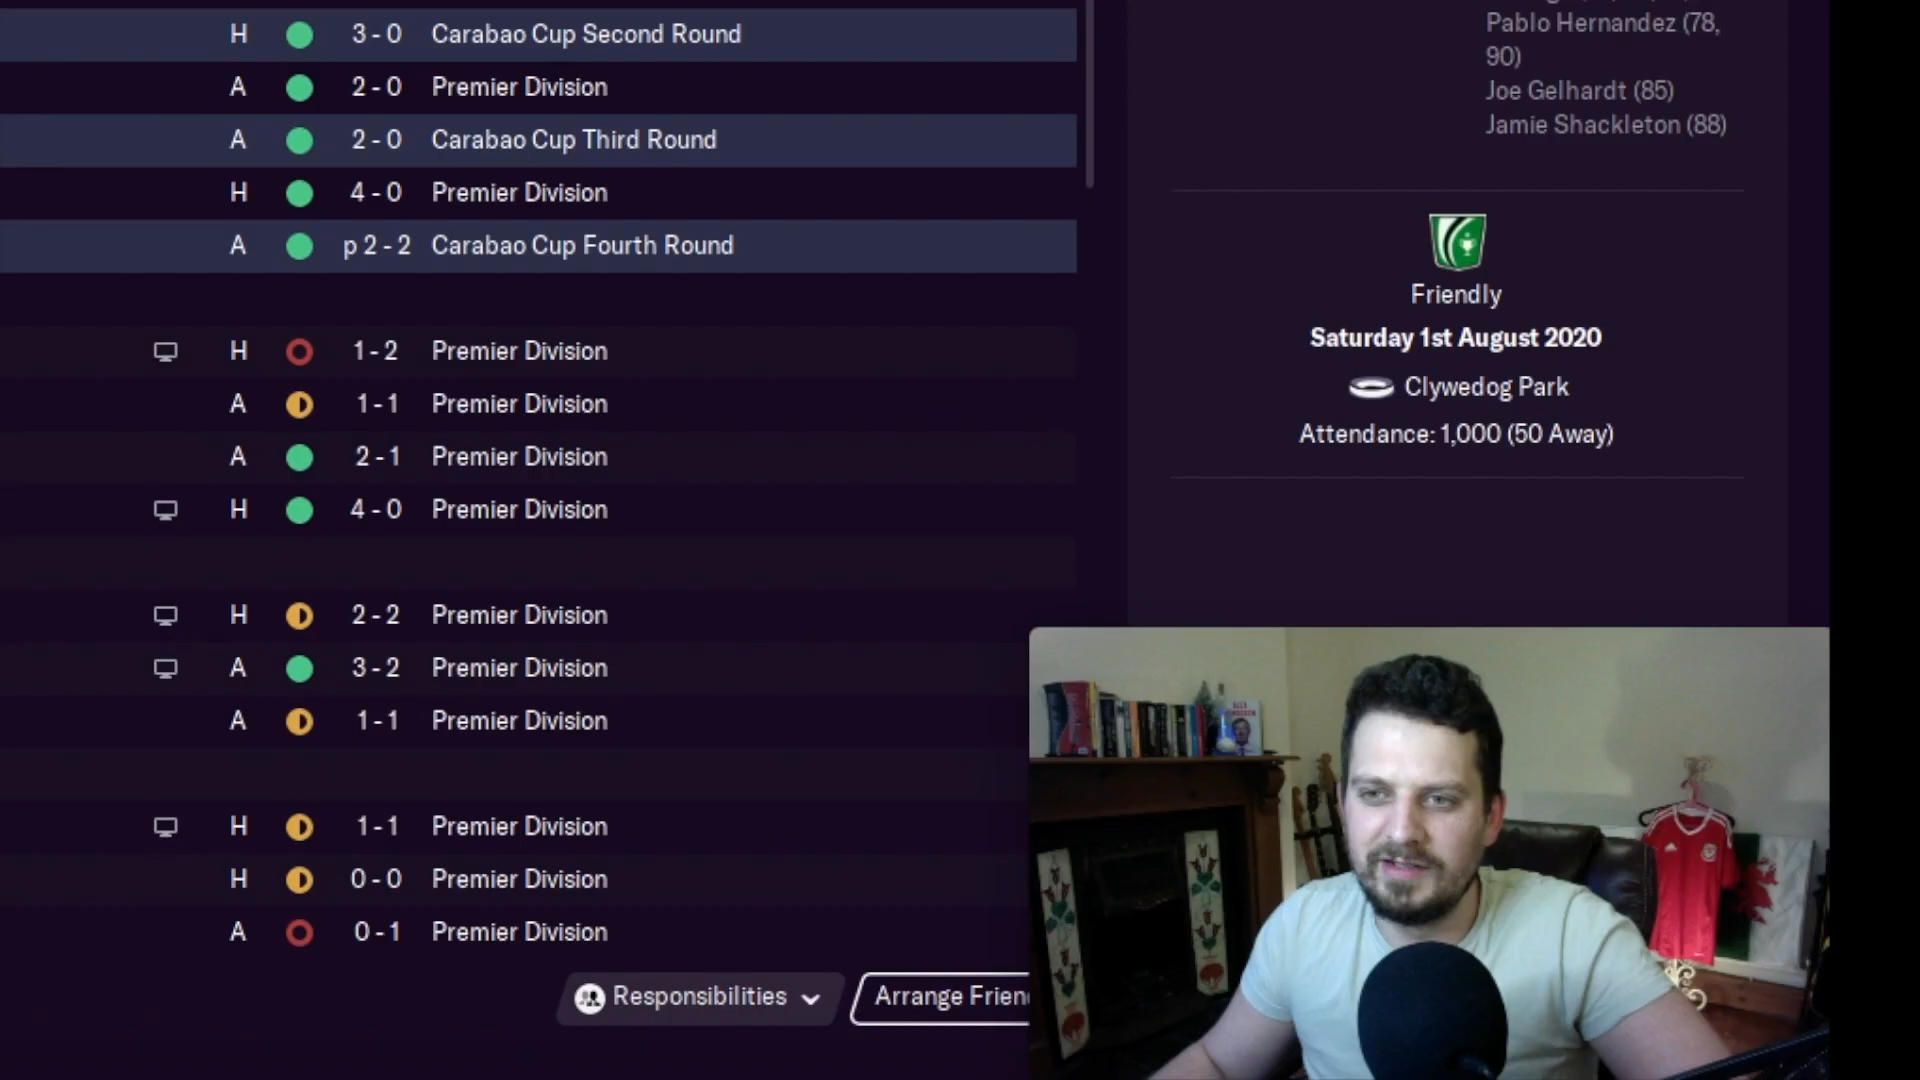 H 3 - 0 Carabao Cup Second Round
A 2 - 0 Premier Division
A 2 - 0 Carabao Cup Third Round
H 4 - 0 Premier Division
A p 2 - 2 Carabao Cup Fourth Round
H 1 - 2 Premier Division
A 1 - 1 Premier Division
A 2 - 1 Premier Division
H 4 - 0 Premier Division
H 2 - 2 Premier Division
A 3 - 2 Premier Division
A 1 - 1 Premier Division
H 1 - 1 Premier Division
H 0 - 0 Premier Division
A 0 - 1 Premier Division
Responsibilities
Arrange Frien
Pablo Hernandez (78,
90)
Joe Gelhardt (85)
Jamie Shackleton (88)
Friendly
Saturday 1st August 2020
Clywedog Park
Attendance: 1,000 (50 Away)